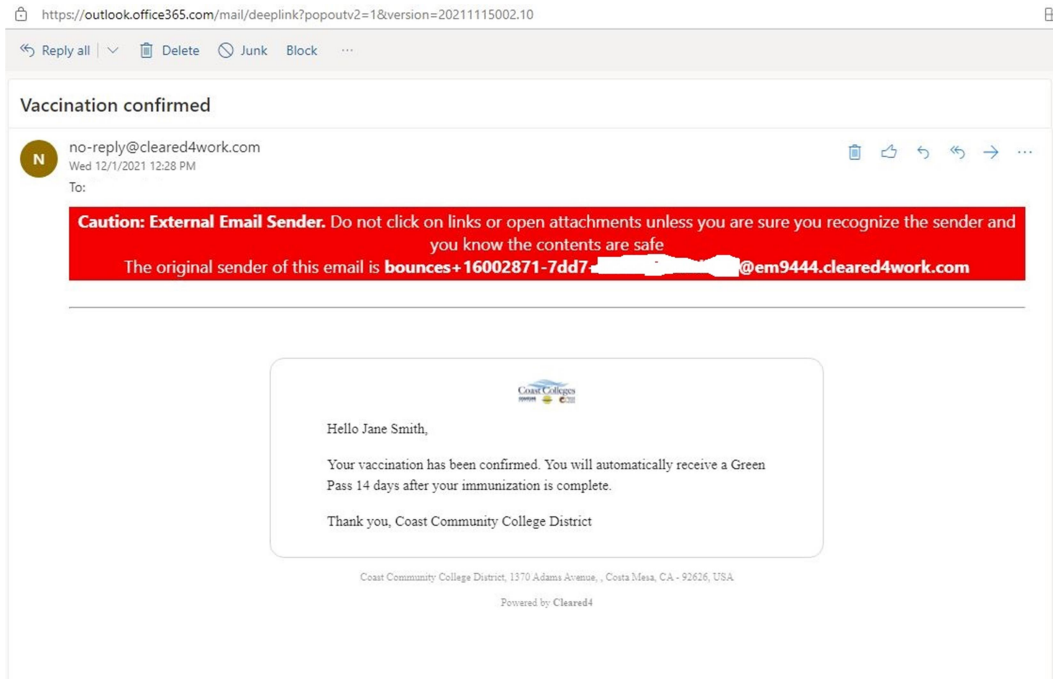 https://outlook.office365.com/mail/deeplink?popoutv2=1&version=20211115002.10
Reply all Delete Junk Block ...
Vaccination confirmed
N
no-reply@cleared4work.com
Wed 12/1/2021 12:28 PM
To:
Caution: External Email Sender. Do not click on links or open attachments unless you are sure you recognize the sender and
you know the contents are safe
The original sender of this email is bounces+16002871-7dd7- @em9444.cleared4work.com
Coast Colleges
Hello Jane Smith,
Your vaccination has been confirmed. You will automatically receive a Green
Pass 14 days after your immunization is complete.
Thank you, Coast Community College District
Coast Community College District, 1370 Adams Avenue, , Costa Mesa, CA - 92626, USA
Powered by Cleared4